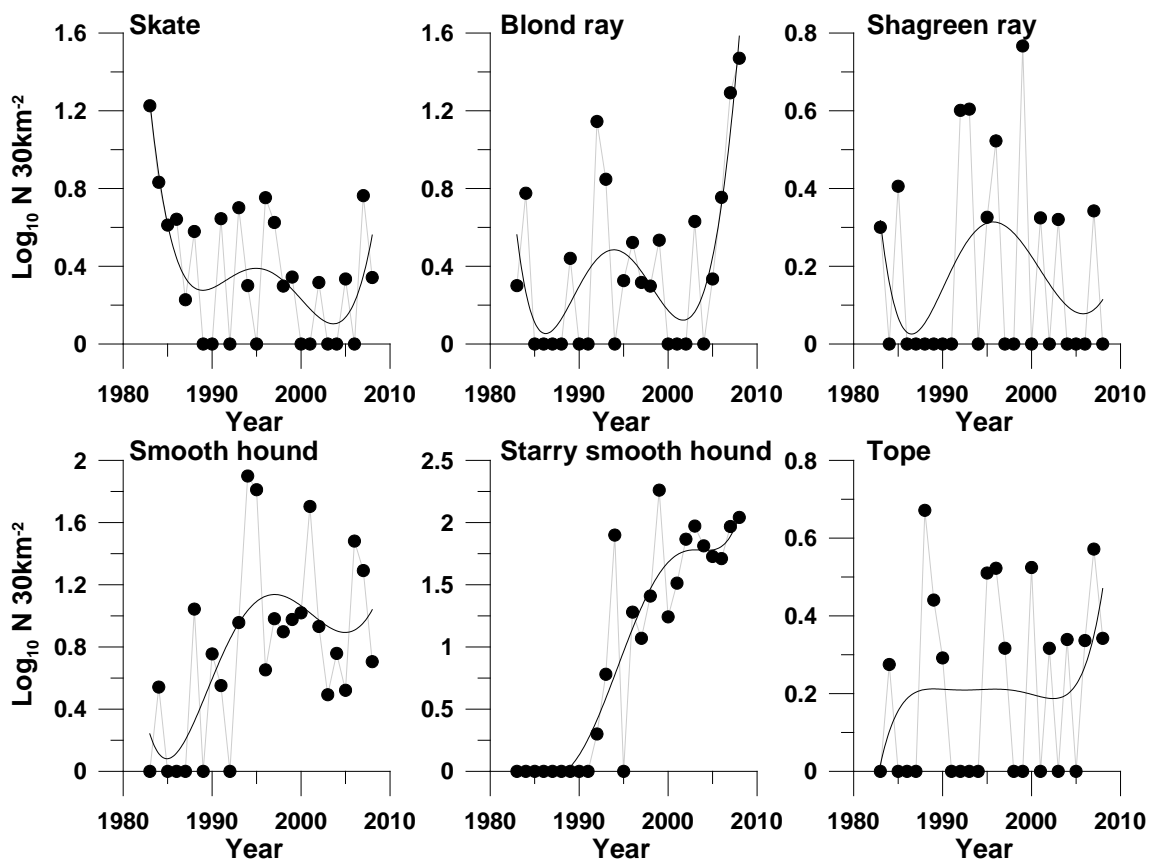 Skate
Blond ray
Shagreen ray
1.6
1.2
0.8
0.4
0
1.6
1.2
0.8
0.4
0
0.8
0.6
0.4
0.2
0
Log₁₀ N 30km⁻²
1980 1990 2000 2010
1980 1990 2000 2010
1980 1990 2000 2010
Year
Year
Year
Smooth hound
Starry smooth hound
Tope
2
1.6
1.2
0.8
0.4
0
2.5
2
1.5
1
0.5
0
0.8
0.6
0.4
0.2
0
Log₁₀ N 30km⁻²
1980 1990 2000 2010
1980 1990 2000 2010
1980 1990 2000 2010
Year
Year
Year